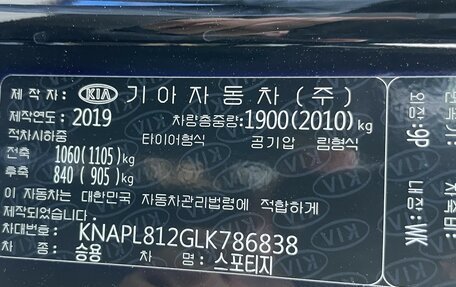 제작자: KIA 기아자동차(주)
제작연도: 2019 차량총중량: 1900(2010)kg
적차시하중 타이어형식 공기압 림형식
전축 1060(1105)kg
후축 840( 905)kg
이 자동차는 대한민국 자동차관리법령에 적합하게
제작되었습니다.
차대번호: KNAPL812GLK786838
차 종: 승용 차 명: 스포티지
외장: 9P
내장: WK